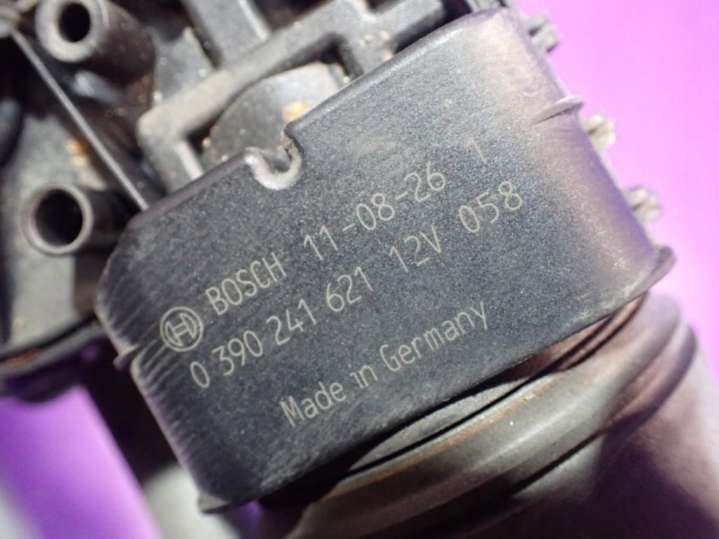 BOSCH 11-08-26 1
0 390 241 621 12V 058
Made in Germany